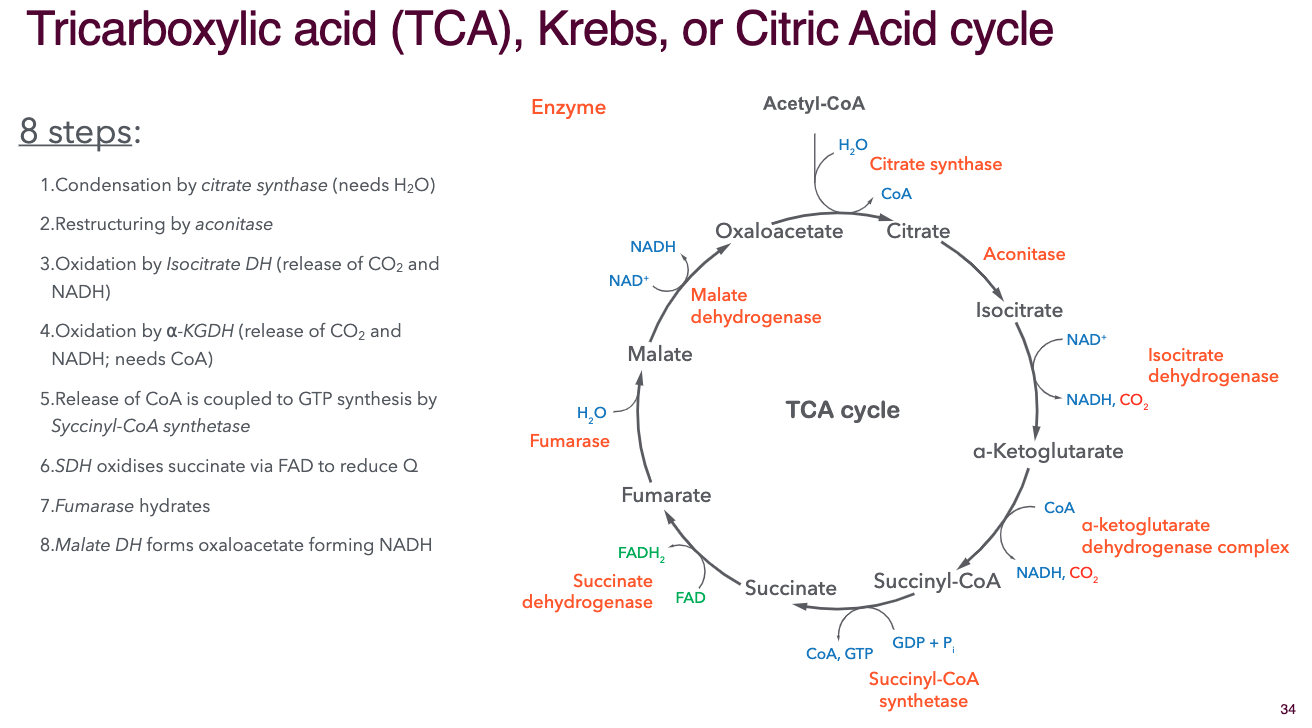 Tricarboxylic acid (TCA), Krebs, or Citric Acid cycle
8 steps:
1.Condensation by citrate synthase (needs H₂O)
2.Restructuring by aconitase
3.Oxidation by Isocitrate DH (release of CO₂ and
NADH)
4.Oxidation by α-KGDH (release of CO₂ and
NADH; needs CoA)
5.Release of CoA is coupled to GTP synthesis by
Syccinyl-CoA synthetase
6.SDH oxidises succinate via FAD to reduce Q
7.Fumarase hydrates
8.Malate DH forms oxaloacetate forming NADH
Enzyme
Acetyl-CoA
H₂O
Citrate synthase
CoA
Oxaloacetate
Citrate
Aconitase
Isocitrate
NAD⁺
Isocitrate
dehydrogenase
NADH, CO₂
α-Ketoglutarate
CoA
α-ketoglutarate
dehydrogenase complex
NADH, CO₂
Succinyl-CoA
GDP + Pᵢ
CoA, GTP
Succinyl-CoA
synthetase
Succinate
FAD
FADH₂
Succinate
dehydrogenase
Fumarate
H₂O
Fumarase
Malate
NAD⁺
NADH
Malate
dehydrogenase
TCA cycle
34